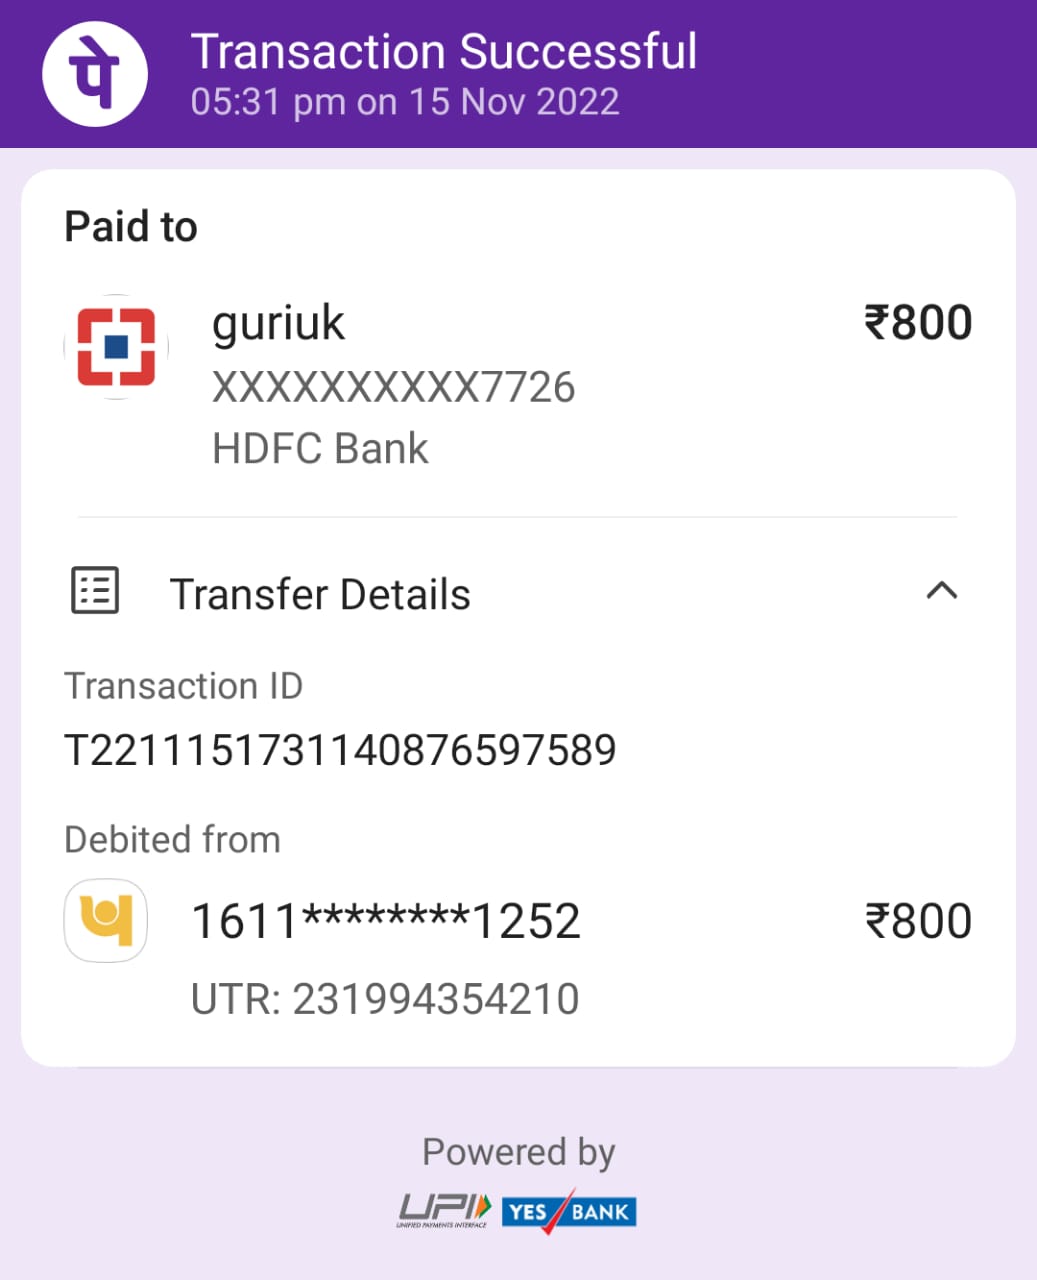 पे
Transaction Successful
05:31 pm on 15 Nov 2022
Paid to
guriuk
₹800
XXXXXXXXXX7726
HDFC Bank
Transfer Details
Transaction ID
T2211151731140876597589
Debited from
1611********1252
₹800
UTR: 231994354210
Powered by
UPI
UNIFIED PAYMENTS INTERFACE
YES BANK